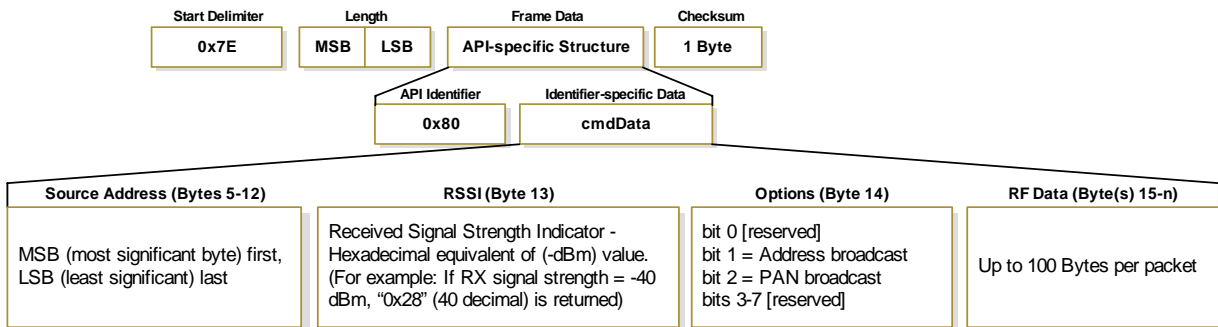 Start Delimiter
Length
Frame Data
Checksum
0x7E
MSB
LSB
API-specific Structure
1 Byte
API Identifier
Identifier-specific Data
0x80
cmdData
Source Address (Bytes 5-12)
MSB (most significant byte) first,
LSB (least significant) last
RSSI (Byte 13)
Received Signal Strength Indicator -
Hexadecimal equivalent of (-dBm) value.
(For example: If RX signal strength = -40
dBm, “0x28” (40 decimal) is returned)
Options (Byte 14)
bit 0 [reserved]
bit 1 = Address broadcast
bit 2 = PAN broadcast
bits 3-7 [reserved]
RF Data (Byte(s) 15-n)
Up to 100 Bytes per packet